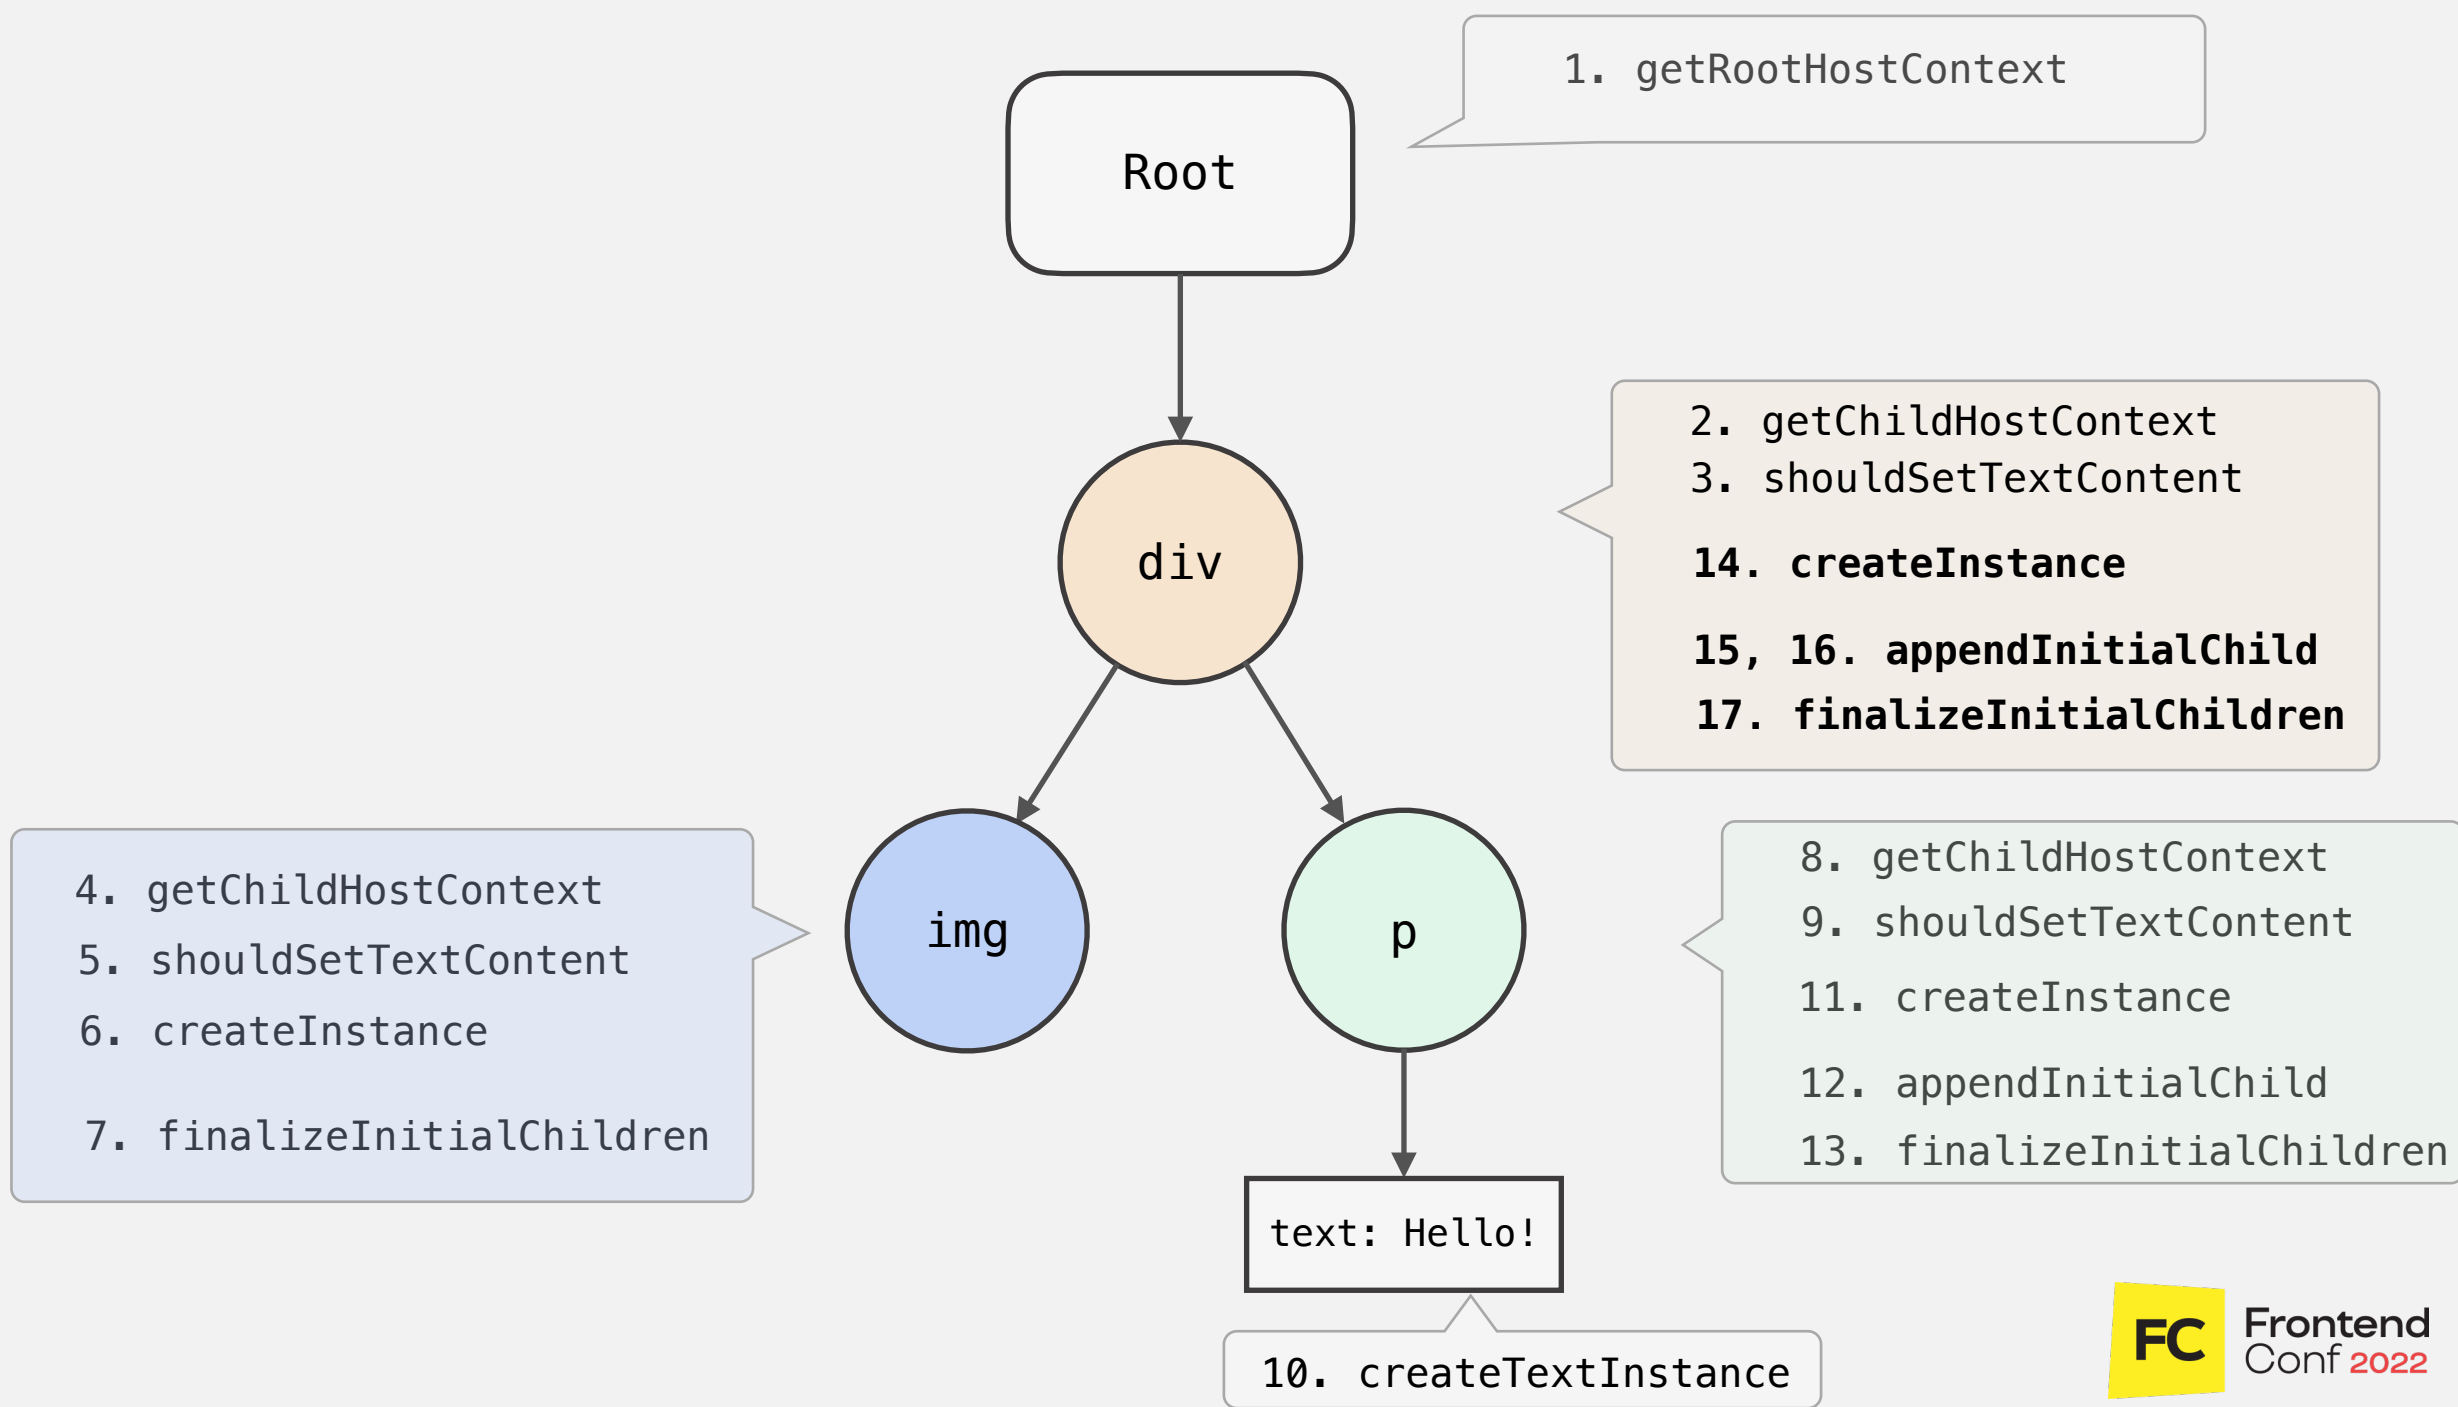 1. getRootHostContext
Root
2. getChildHostContext
3. shouldSetTextContent
div
14. createInstance
15, 16. appendInitialChild
17. finalizeInitialChildren
4. getChildHostContext
5. shouldSetTextContent
6. createInstance
7. finalizeInitialChildren
img
p
8. getChildHostContext
9. shouldSetTextContent
11. createInstance
12. appendInitialChild
13. finalizeInitialChildren
text: Hello!
10. createTextInstance
FC
Frontend
Conf 2022